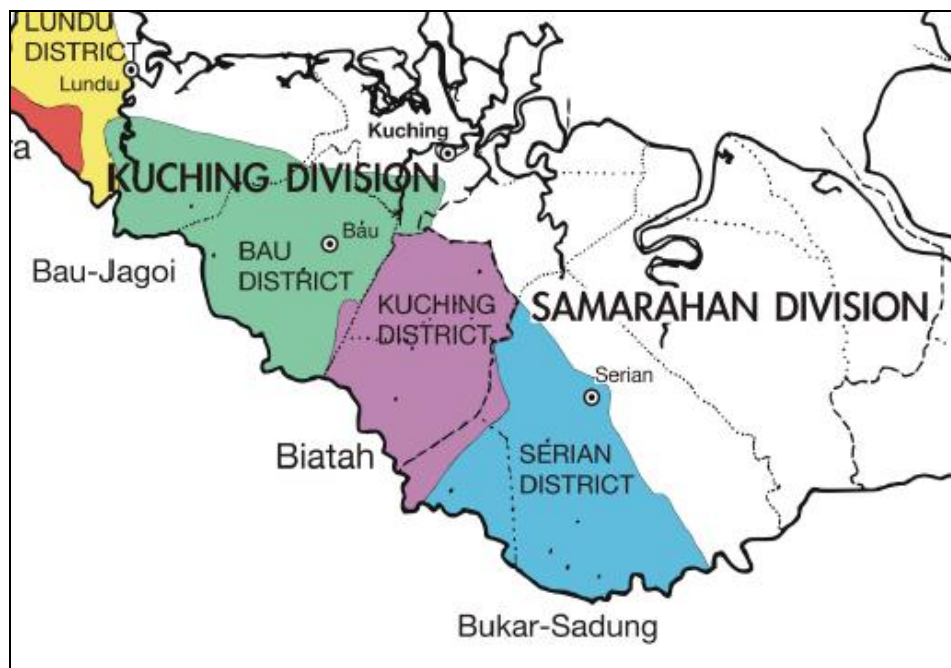 LUNDU
DISTRICT
Lundu
a
Kuching
KUCHING DIVISION
Bau-Jagoi
BAU
DISTRICT
Bau
KUCHING
DISTRICT
SAMARAHAN DIVISION
Serian
Biatah
SERIAN
DISTRICT
Bukar-Sadung